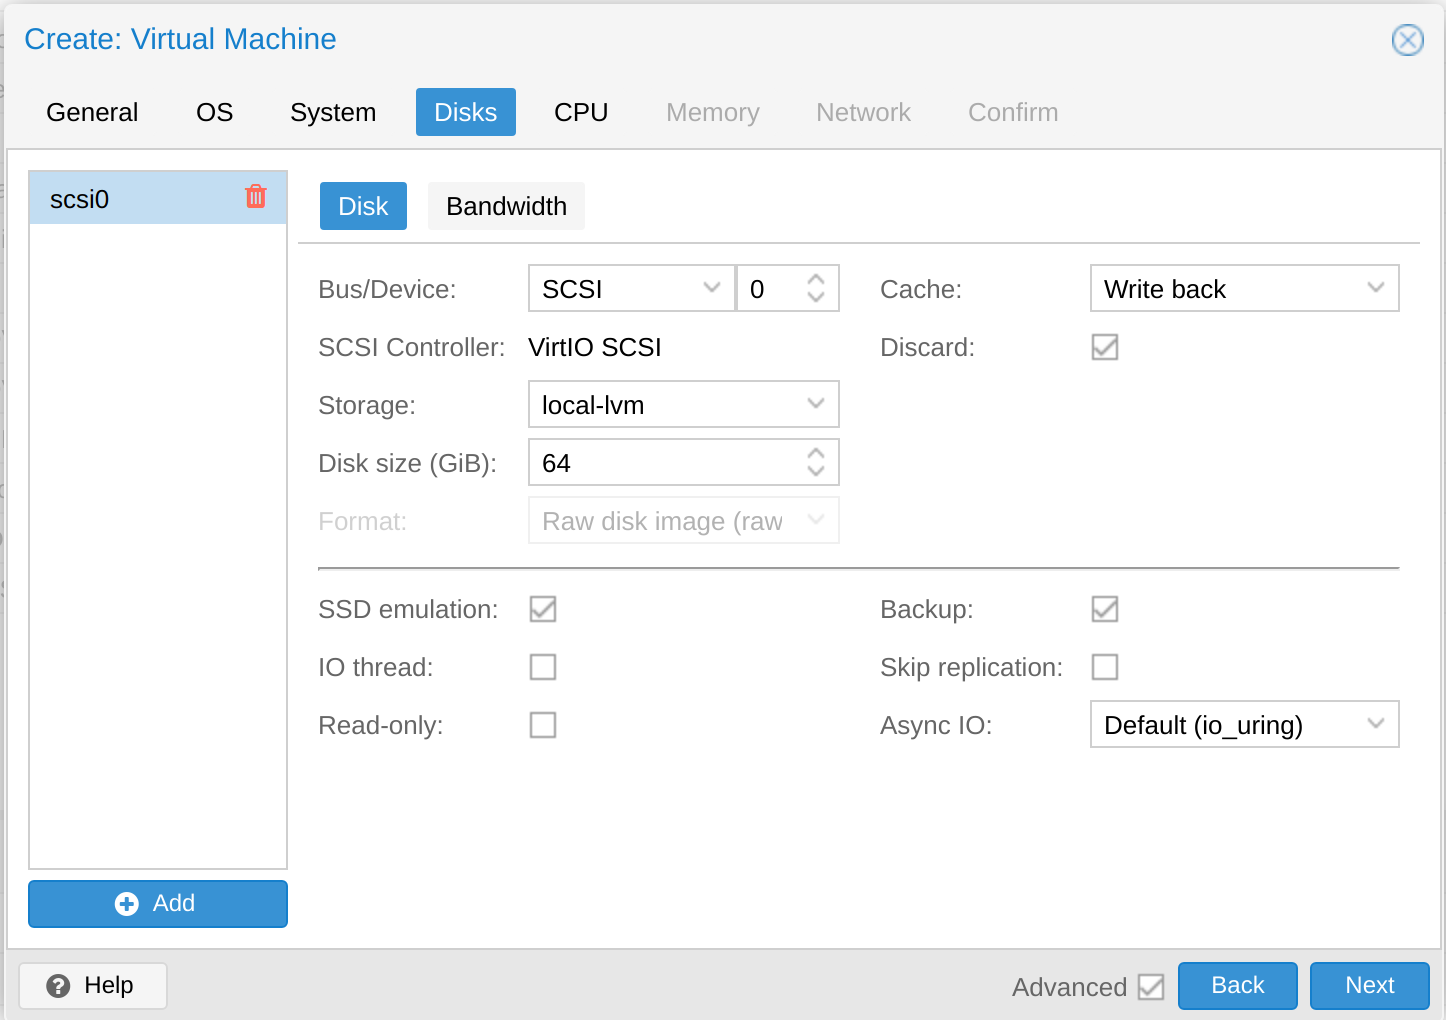 Create: Virtual Machine
General OS System Disks CPU Memory Network Confirm
scsi0
Disk Bandwidth
Bus/Device: SCSI 0 Cache: Write back
SCSI Controller: VirtIO SCSI Discard:
Storage: local-lvm
Disk size (GiB): 64
Format: Raw disk image (raw
SSD emulation: Backup:
IO thread: Skip replication:
Read-only: Async IO: Default (io_uring)
Add
Help Advanced Back Next